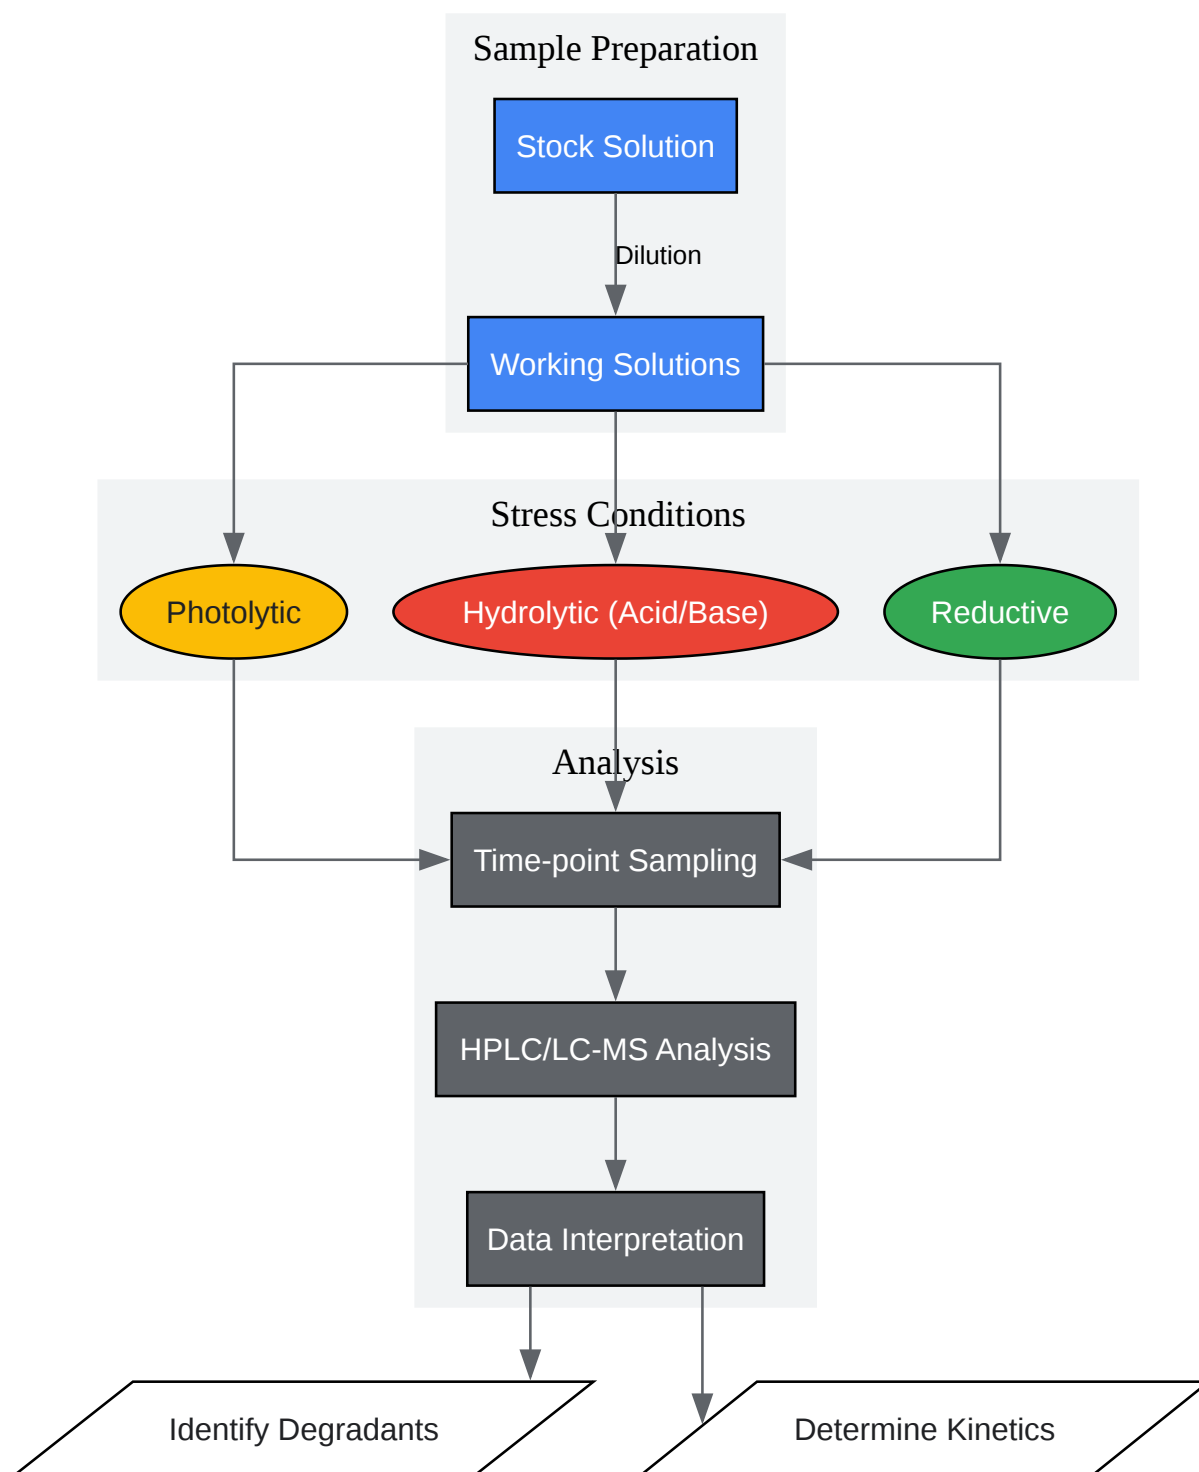 Sample Preparation
Stock Solution
Dilution
Working Solutions
Stress Conditions
Photolytic
Hydrolytic (Acid/Base)
Reductive
Analysis
Time-point Sampling
HPLC/LC-MS Analysis
Data Interpretation
Identify Degradants
Determine Kinetics